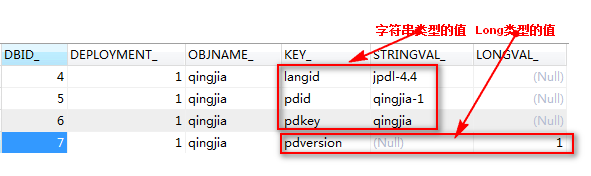 字符串类型的值 Long类型的值
DBID_ DEPLOYMENT_ OBJNAME_ KEY_ STRINGVAL_ LONGVAL_
4 1 qingjia langid jpdl-4.4 (Null)
5 1 qingjia pdid qingjia-1 (Null)
6 1 qingjia pdkey qingjia (Null)
7 1 qingjia pdversion (Null) 1